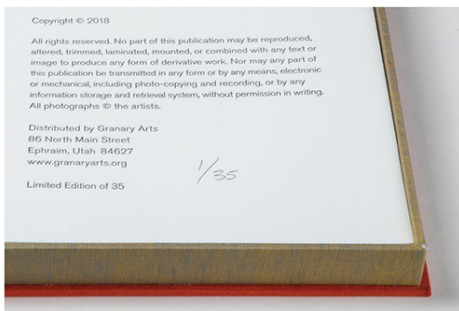 Copyright © 2018
All rights reserved. No part of this publication may be reproduced,
altered, trimmed, laminated, mounted, or combined with any text or
image to produce any form of derivative work. Nor may any part of
this publication be transmitted in any form or by any means, electronic
or mechanical, including photo-copying and recording, or by any
information storage and retrieval system, without permission in writing.
All photographs © the artists.
Distributed by Granary Arts
86 North Main Street
Ephraim, Utah 84627
www.granaryarts.org
1/35
Limited Edition of 35